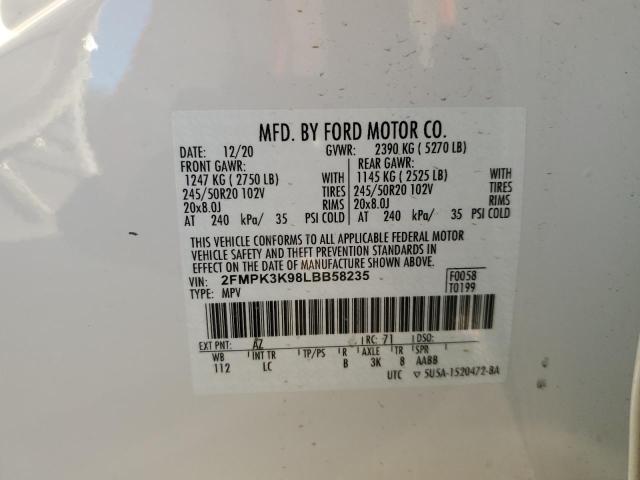 MFD. BY FORD MOTOR CO.
DATE: 12/20 GVWR: 2390 KG ( 5270 LB)
FRONT GAWR: REAR GAWR:
1247 KG ( 2750 LB) WITH 1145 KG ( 2525 LB) WITH
245/50R20 102V TIRES 245/50R20 102V TIRES
20x8.0J RIMS 20x8.0J RIMS
AT 240 kPa/ 35 PSI COLD AT 240 kPa/ 35 PSI COLD
THIS VEHICLE CONFORMS TO ALL APPLICABLE FEDERAL MOTOR
VEHICLE SAFETY AND THEFT PREVENTION STANDARDS IN
EFFECT ON THE DATE OF MANUFACTURE SHOWN ABOVE.
VIN: 2FMPK3K98LBB58235 F0058
TYPE: MPV T0199
EXT PNT: AZ RC: 71 DSO:
WB INT TR TP/PS R AXLE TR SPR
112 LC B 3K 8 AABB
UTC ▽ 5U5A-1520472-BA